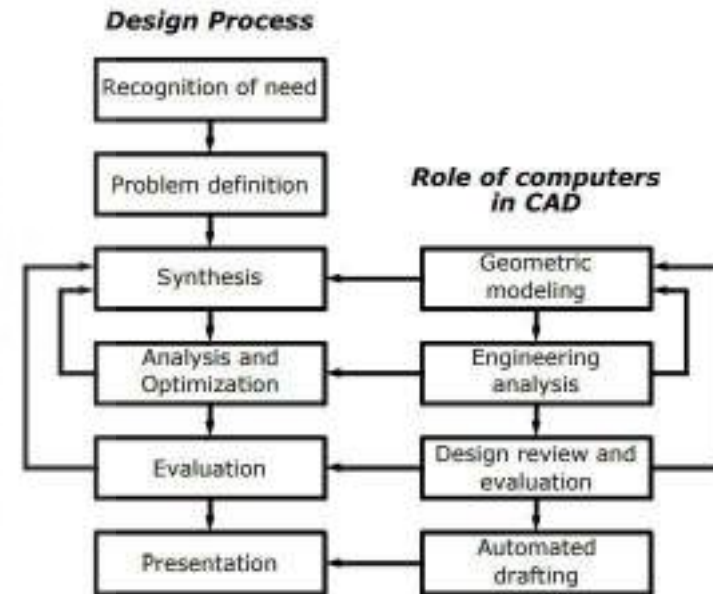 Design Process
Recognition of need
Problem definition
Role of computers
in CAD
Synthesis
Geometric
modeling
Analysis and
Optimization
Engineering
analysis
Evaluation
Design review and
evaluation
Presentation
Automated
drafting